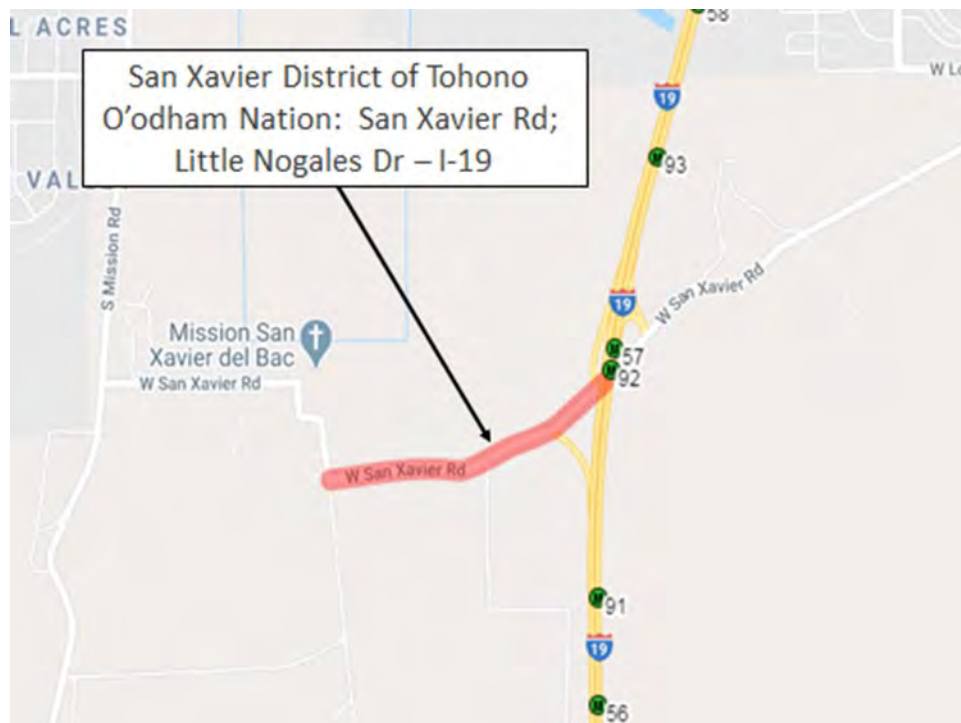 L ACRES
58
W Lo
San Xavier District of Tohono
O'odham Nation: San Xavier Rd;
Little Nogales Dr – I-19
19
93
VAL
S Mission Rd
W San Xavier Rd
19
Mission San
Xavier del Bac
57
92
W San Xavier Rd
W San Xavier Rd
91
19
56